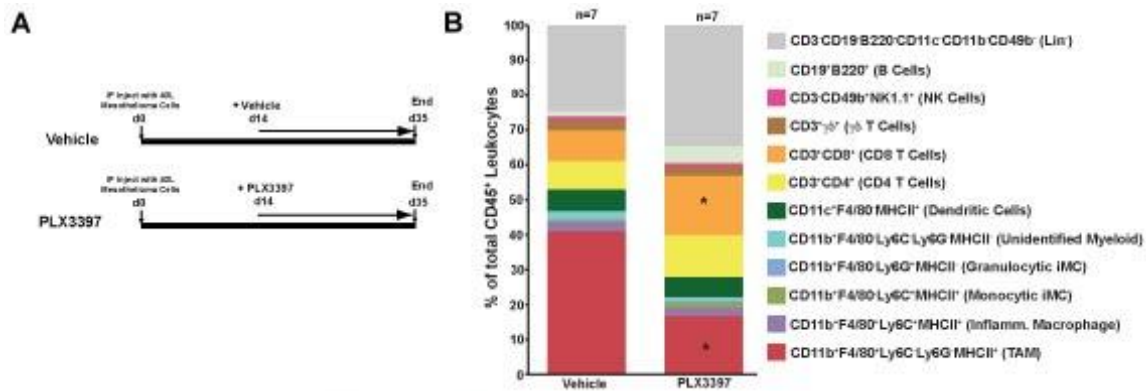 A
IP Inject with 40L
Mesothelioma Cells
d0
+ Vehicle
d14
End
d35
Vehicle
IP Inject with 40L
Mesothelioma Cells
d0
+ PLX3397
d14
End
d35
PLX3397
B
n=7
n=7
% of total CD45⁺ Leukocytes
100
90
80
70
60
50
40
30
20
10
0
*
*
Vehicle
PLX3397
CD3⁻CD19⁻B220⁻CD11c⁻CD11b⁻CD49b⁻ (Lin⁻)
CD19⁺B220⁺ (B Cells)
CD3⁻CD49b⁺NK1.1⁺ (NK Cells)
CD3⁺γδ⁺ (γδ T Cells)
CD3⁺CD8⁺ (CD8 T Cells)
CD3⁺CD4⁺ (CD4 T Cells)
CD11c⁺F4/80⁻MHCII⁺ (Dendritic Cells)
CD11b⁺F4/80⁻Ly6C⁻Ly6G⁻MHCII⁻ (Unidentified Myeloid)
CD11b⁺F4/80⁻Ly6G⁺MHCII⁻ (Granulocytic iMC)
CD11b⁺F4/80⁻Ly6C⁺MHCII⁺ (Monocytic iMC)
CD11b⁺F4/80⁺Ly6C⁺MHCII⁺ (Inflamm. Macrophage)
CD11b⁺F4/80⁺Ly6C⁻Ly6G⁻MHCII⁺ (TAM)